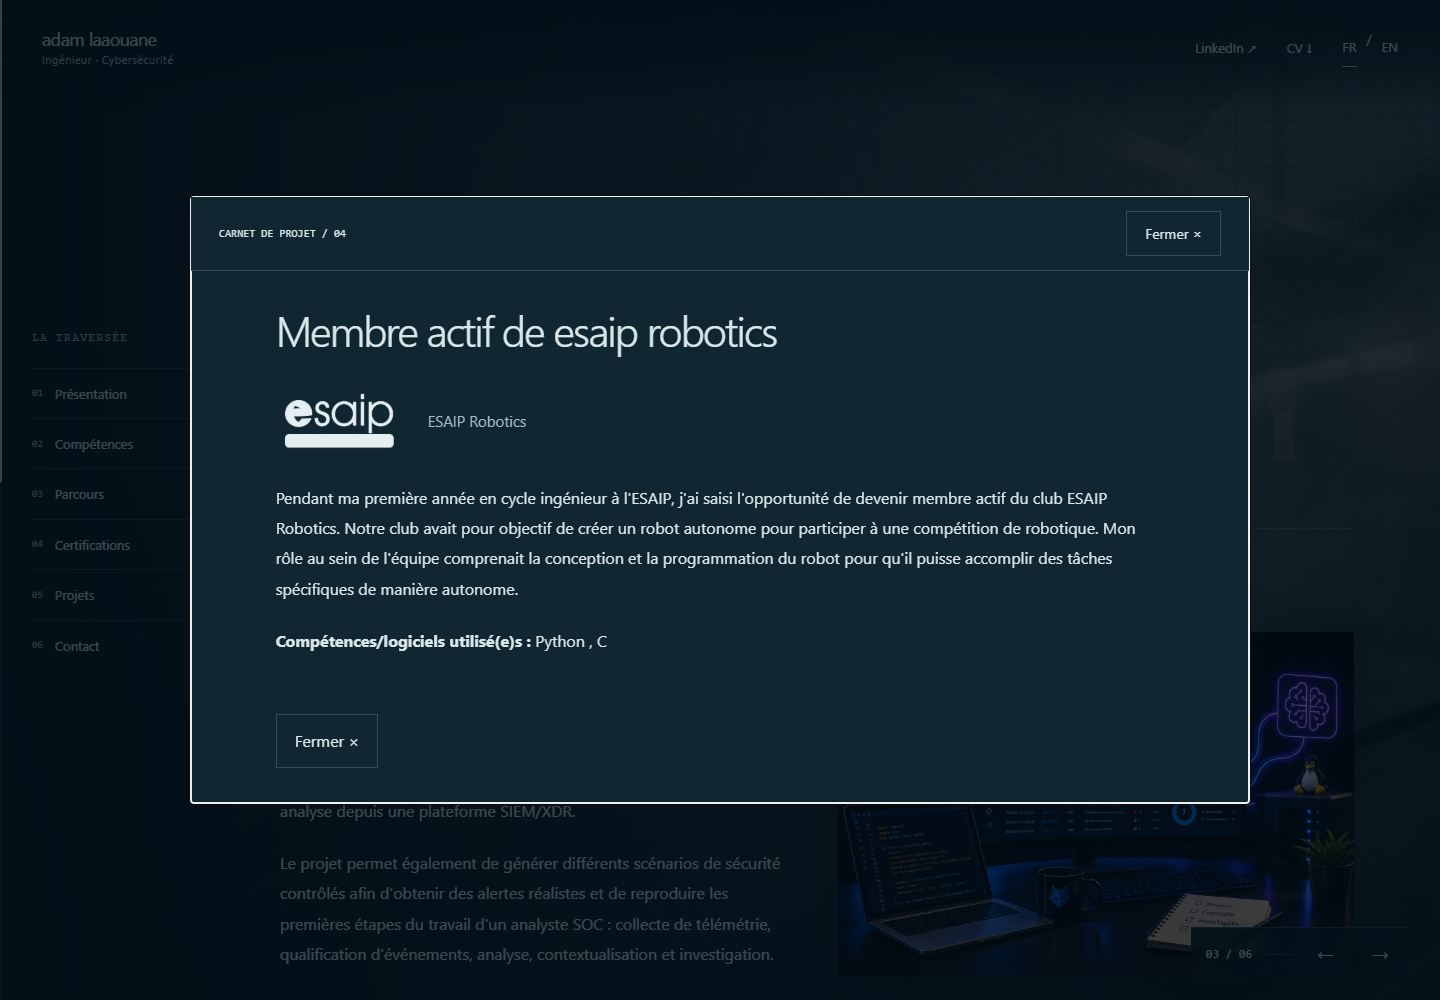 adam laaouane
Ingénieur · Cybersécurité
LinkedIn ↗
CV ↓
FR / EN
CARNET DE PROJET / 04
Fermer ×
Membre actif de esaip robotics
esaip
ESAIP Robotics
Pendant ma première année en cycle ingénieur à l'ESAIP, j'ai saisi l'opportunité de devenir membre actif du club ESAIP
Robotics. Notre club avait pour objectif de créer un robot autonome pour participer à une compétition de robotique. Mon
rôle au sein de l'équipe comprenait la conception et la programmation du robot pour qu'il puisse accomplir des tâches
spécifiques de manière autonome.
Compétences/logiciels utilisé(e)s : Python , C
Fermer ×
LA TRAVERSÉE
01 Présentation
02 Compétences
03 Parcours
04 Certifications
05 Projets
06 Contact
analyse depuis une plateforme SIEM/XDR.
Le projet permet également de générer différents scénarios de sécurité
contrôlés afin d'obtenir des alertes réalistes et de reproduire les
premières étapes du travail d'un analyste SOC : collecte de télémétrie,
qualification d'événements, analyse, contextualisation et investigation.
03 / 06
← →